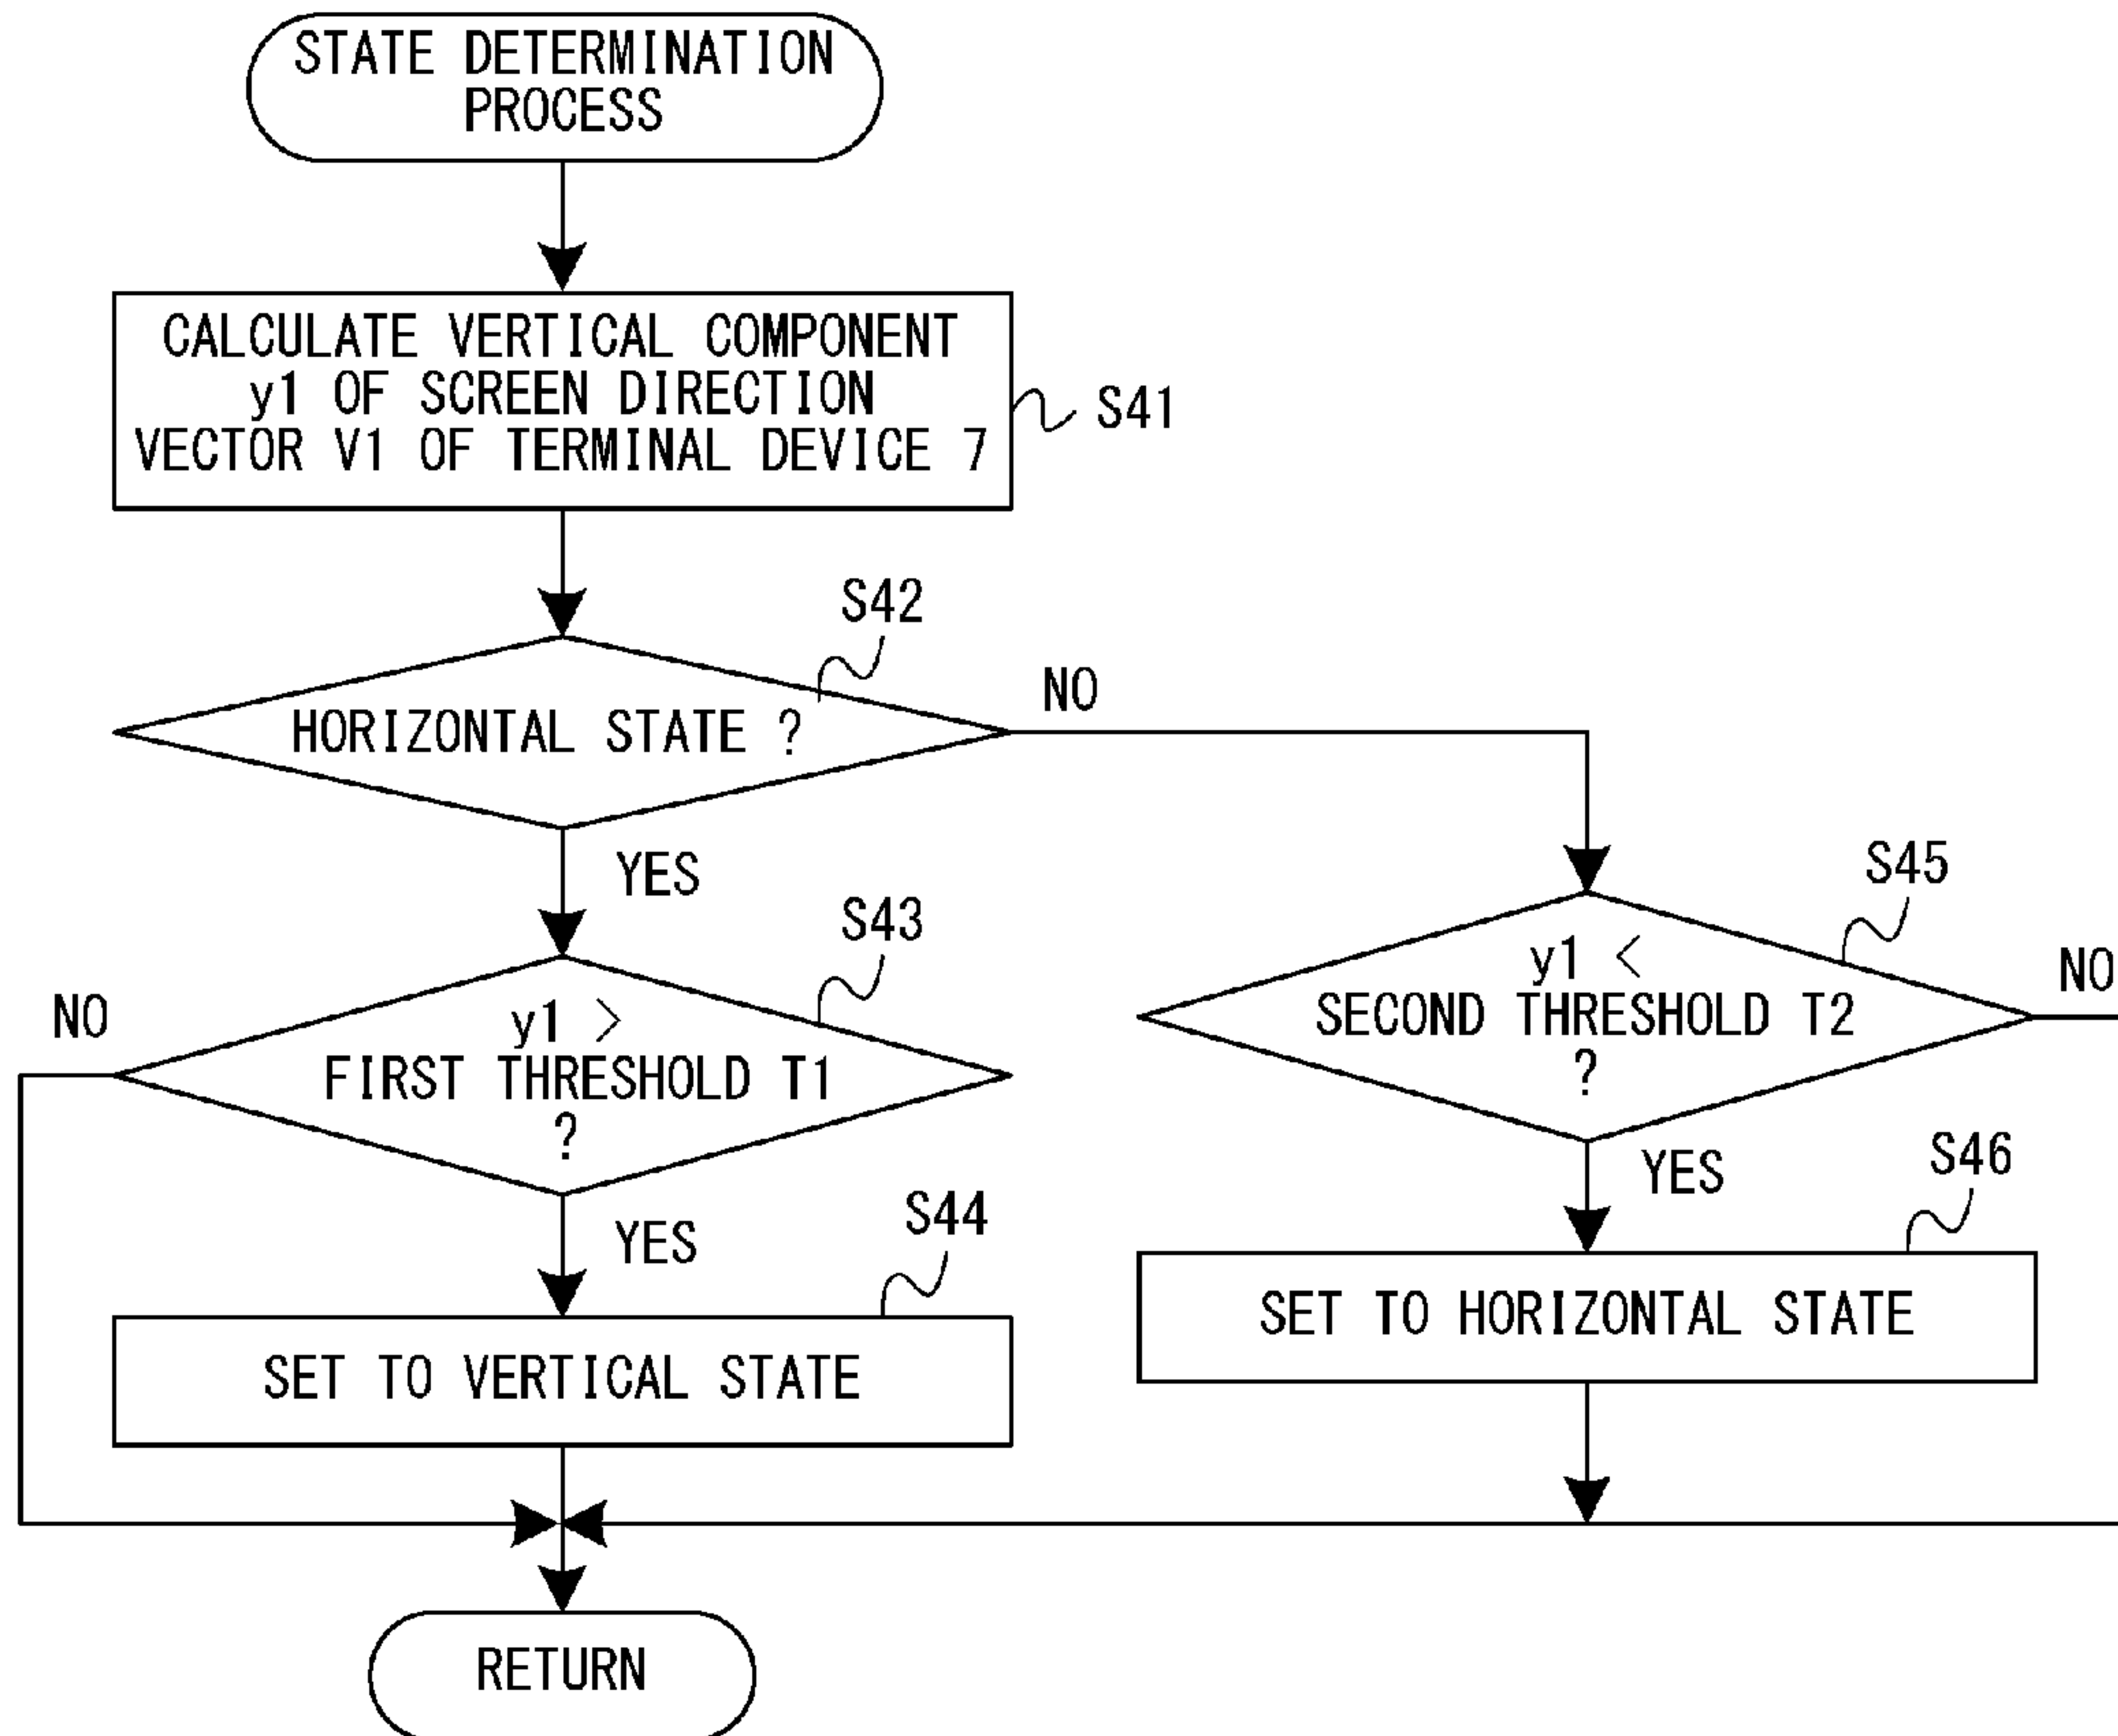 STATE DETERMINATION
PROCESS
CALCULATE VERTICAL COMPONENT
y1 OF SCREEN DIRECTION
VECTOR V1 OF TERMINAL DEVICE 7
S41
S42
HORIZONTAL STATE ?
NO
YES
S43
y1 >
FIRST THRESHOLD T1
?
NO
YES
S44
SET TO VERTICAL STATE
S45
y1 <
SECOND THRESHOLD T2
?
NO
YES
S46
SET TO HORIZONTAL STATE
RETURN